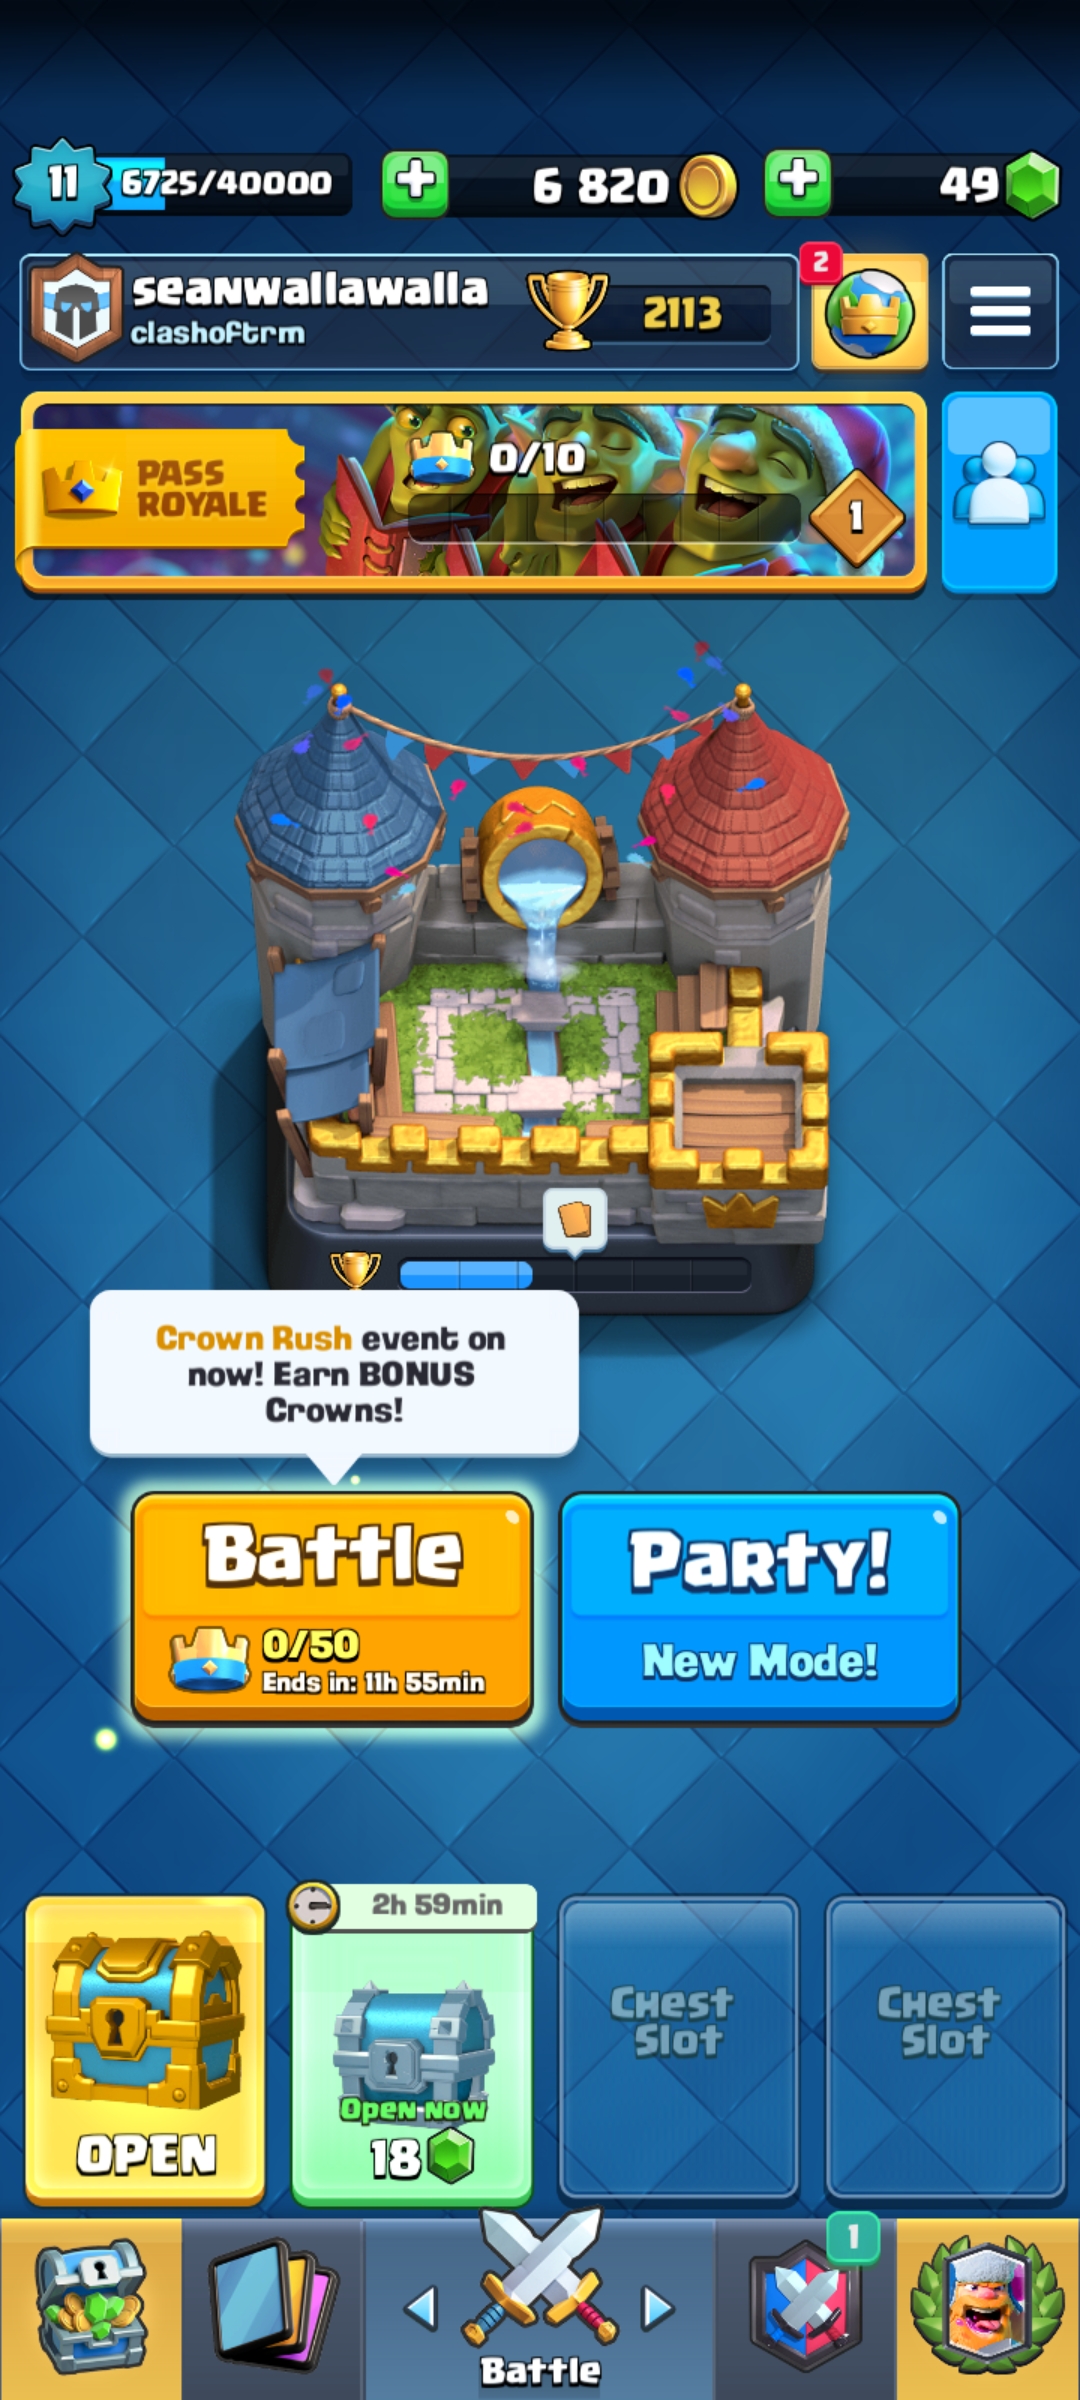 11
6725/40000
6 820
49
seanwallawalla
clashoftrm
2113
2
PASS
ROYALE
0/10
1
Crown Rush event on
now! Earn BONUS
Crowns!
Battle
0/50
Ends in: 11h 55min
Party!
New Mode!
OPEN
2h 59min
Open now
18
Chest
Slot
Chest
Slot
1
Battle